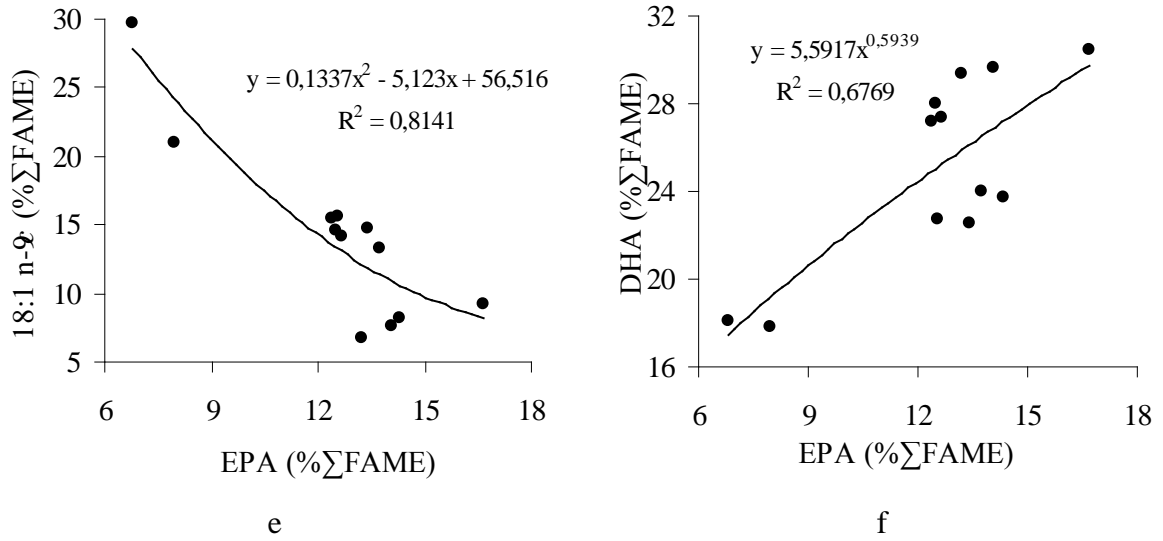 30
25
20
15
10
5
18:1 n-9c (%∑FAME)
y = 0,1337x² - 5,123x + 56,516
R² = 0,8141
6 9 12 15 18
EPA (%∑FAME)
e
32
28
24
20
16
DHA (%∑FAME)
y = 5,5917x^0,5939
R² = 0,6769
6 9 12 15 18
EPA (%∑FAME)
f